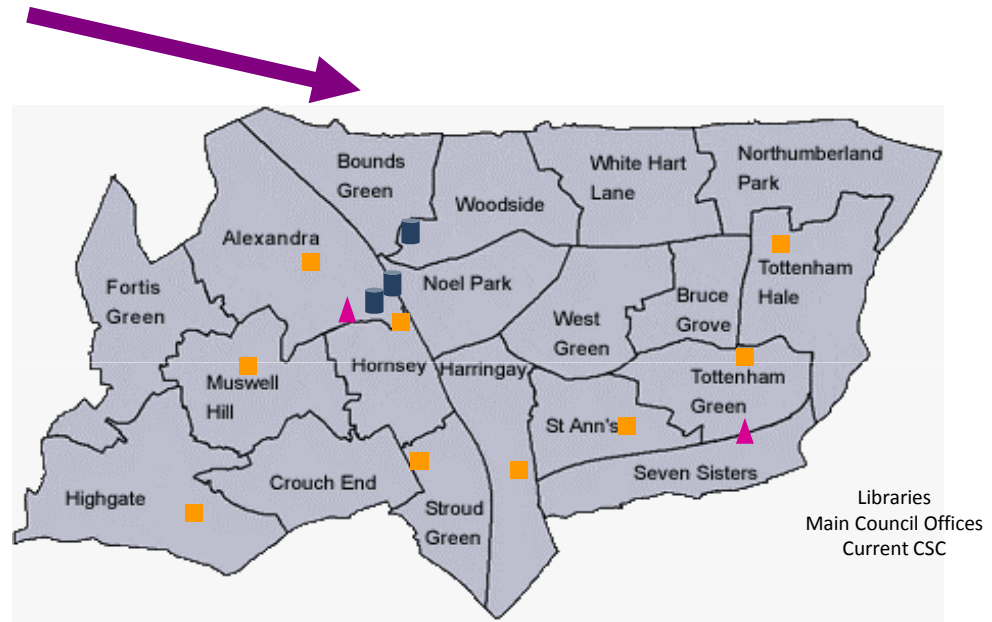 Bounds
Green
White Hart
Lane
Northumberland
Park
Woodside
Alexandra
Noel Park
Tottenham
Hale
Fortis
Green
Bruce
Grove
West
Green
Hornsey
Harringay
Muswell
Hill
Tottenham
Green
St Ann's
Seven Sisters
Crouch End
Highgate
Stroud
Green
Libraries
Main Council Offices
Current CSC